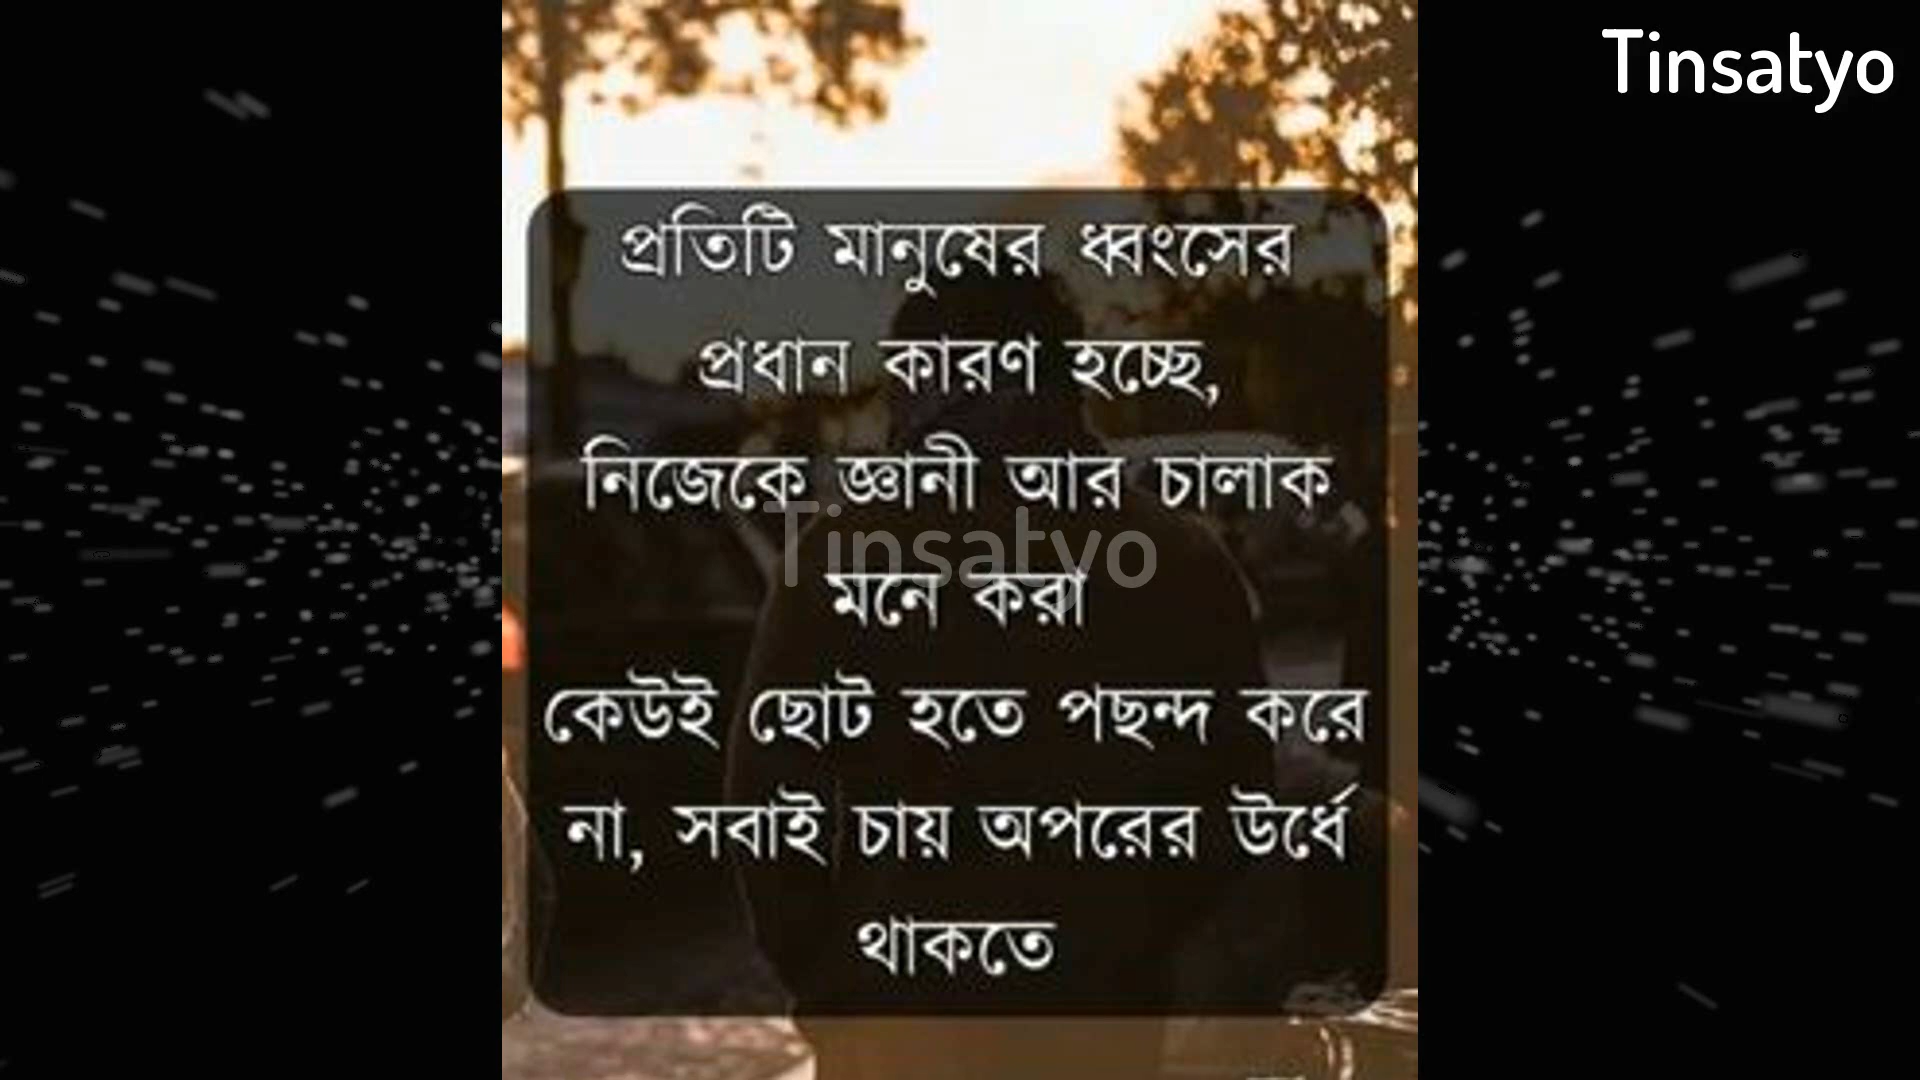 Tinsatyo
প্রতিটি মানুষের ধ্বংসের
প্রধান কারণ হচ্ছে,
নিজেকে জ্ঞানী আর চালাক
Tinsatyo
মনে করা
কেউই ছোট হতে পছন্দ করে
না, সবাই চায় অপরের উর্ধে
থাকতে